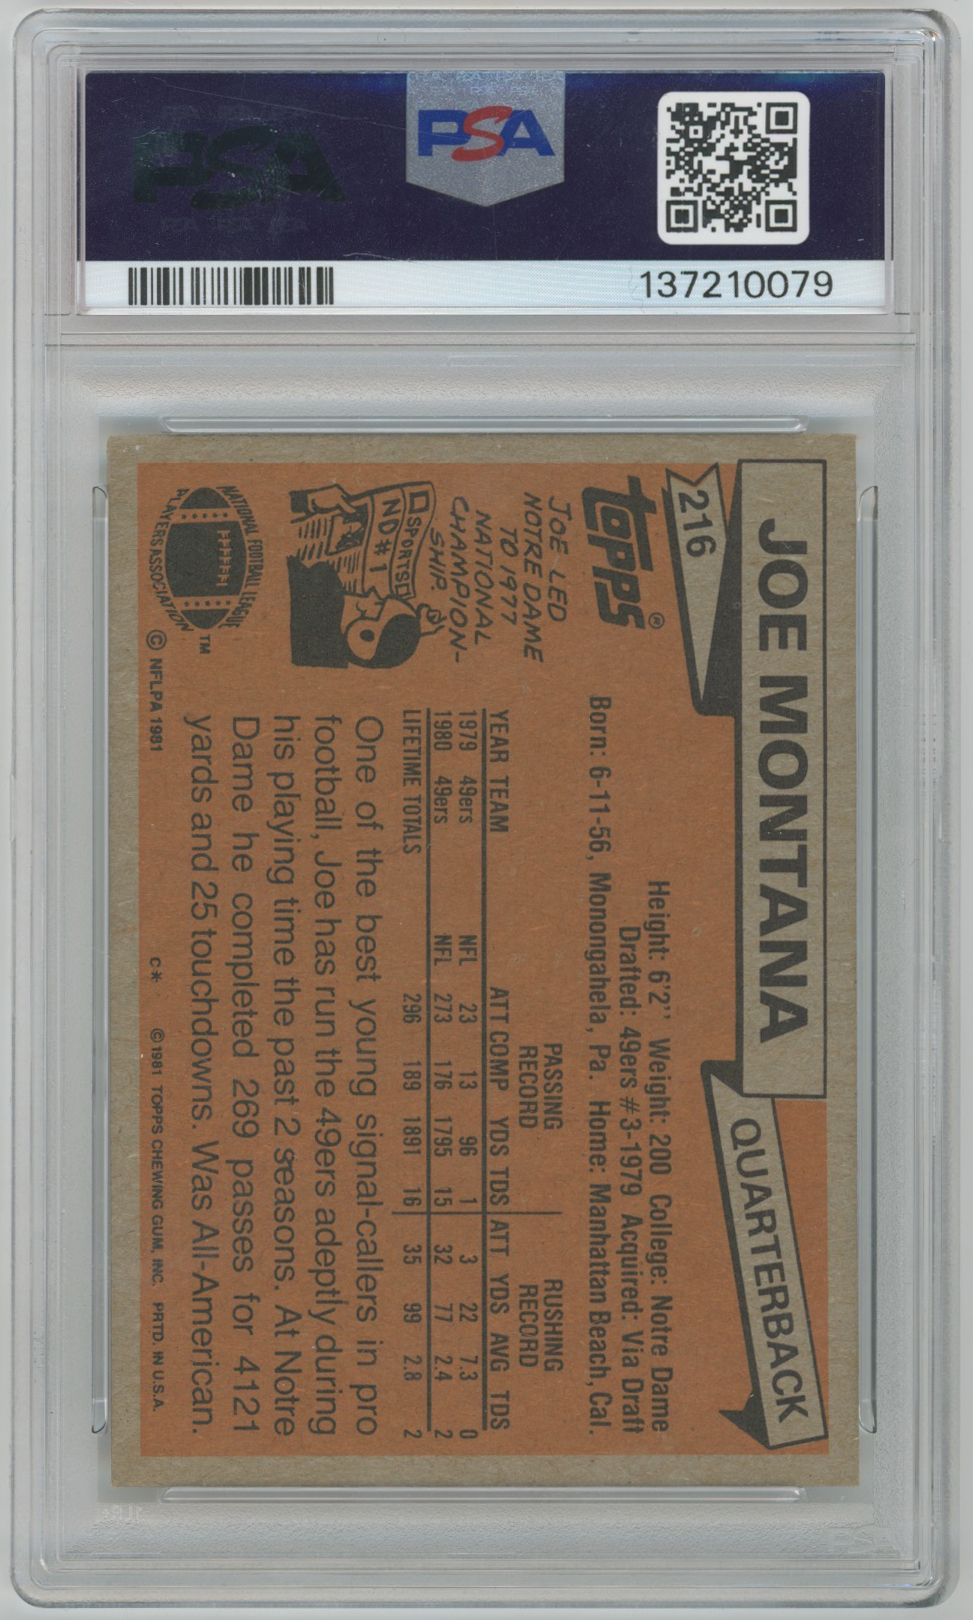 PSA
PSA
137210079
216
JOE MONTANA
QUARTERBACK
TOPPS®
Height: 6'2'' Weight: 200 College: Notre Dame
Drafted: 49ers #3-1979 Acquired: Via Draft
Born: 6-11-56, Monongahela, Pa. Home: Manhattan Beach, Cal.
JOE LED
NOTRE DAME
TO 1977
NATIONAL
CHAMPION-
SHIP.
SPORTS
ND #1
PASSING RUSHING
RECORD RECORD
YEAR TEAM ATT COMP YDS TDS ATT YDS AVG TDS
1979 49ers NFL 23 13 96 1 3 22 7.3 0
1980 49ers NFL 273 176 1795 15 32 77 2.4 2
LIFETIME TOTALS 296 189 1891 16 35 99 2.8 2
One of the best young signal-callers in pro
football, Joe has run the 49ers adeptly during
his playing time the past 2 seasons. At Notre
Dame he completed 269 passes for 4121
yards and 25 touchdowns. Was All-American.
NATIONAL FOOTBALL LEAGUE
PLAYERS ASSOCIATION
TM
© NFLPA 1981
C* ©1981 TOPPS CHEWING GUM, INC. PRTD. IN U.S.A.